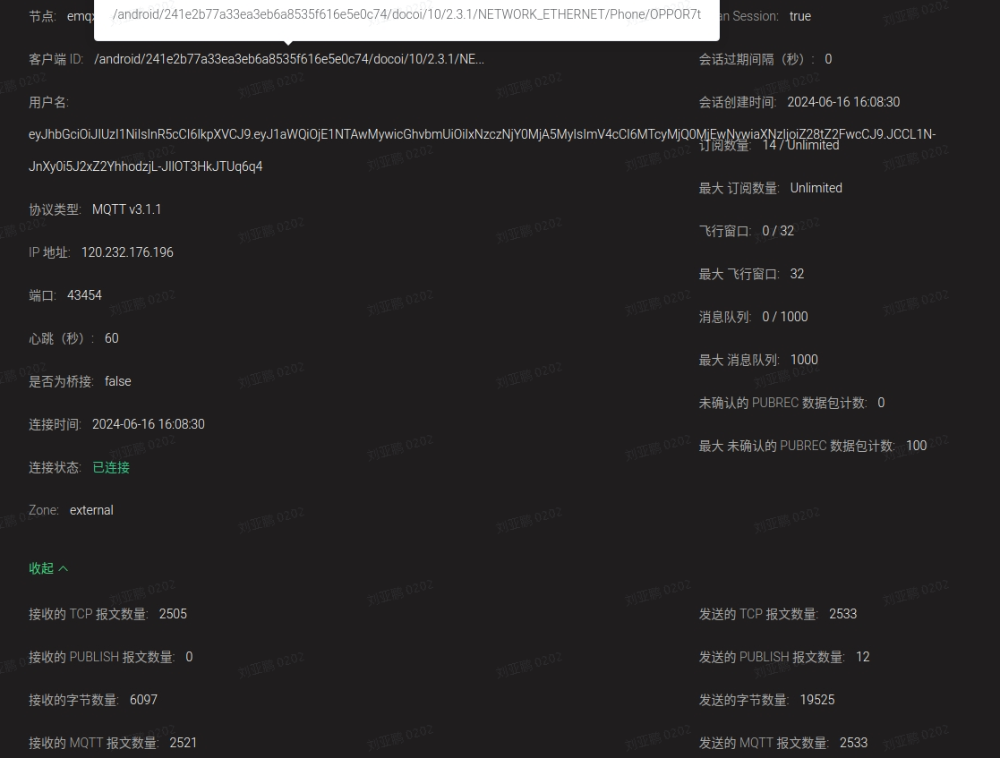 /android/241e2b77a33ea3eb6a8535f616e5e0c74/docoi/10/2.3.1/NETWORK_ETHERNET/Phone/OPPOR7t
节点: emqx
an Session: true
客户端 ID: /android/241e2b77a33ea3eb6a8535f616e5e0c74/docoi/10/2.3.1/NE...
会话过期间隔（秒）: 0
用户名:
会话创建时间: 2024-06-16 16:08:30
订阅数量: 14 / Unlimited
JnXy0i5J2xZ2YhhodzjL-JIlOT3HkJTUq6q4
最大 订阅数量: Unlimited
协议类型: MQTT v3.1.1
飞行窗口: 0 / 32
IP 地址: 120.232.176.196
最大 飞行窗口: 32
端口: 43454
消息队列: 0 / 1000
心跳（秒）: 60
最大 消息队列: 1000
是否为桥接: false
未确认的 PUBREC 数据包计数: 0
连接时间: 2024-06-16 16:08:30
最大 未确认的 PUBREC 数据包计数: 100
连接状态: 已连接
Zone: external
收起
接收的 TCP 报文数量: 2505
发送的 TCP 报文数量: 2533
接收的 PUBLISH 报文数量: 0
发送的 PUBLISH 报文数量: 12
接收的字节数量: 6097
发送的字节数量: 19525
接收的 MQTT 报文数量: 2521
发送的 MQTT 报文数量: 2533
刘亚鹏 0202